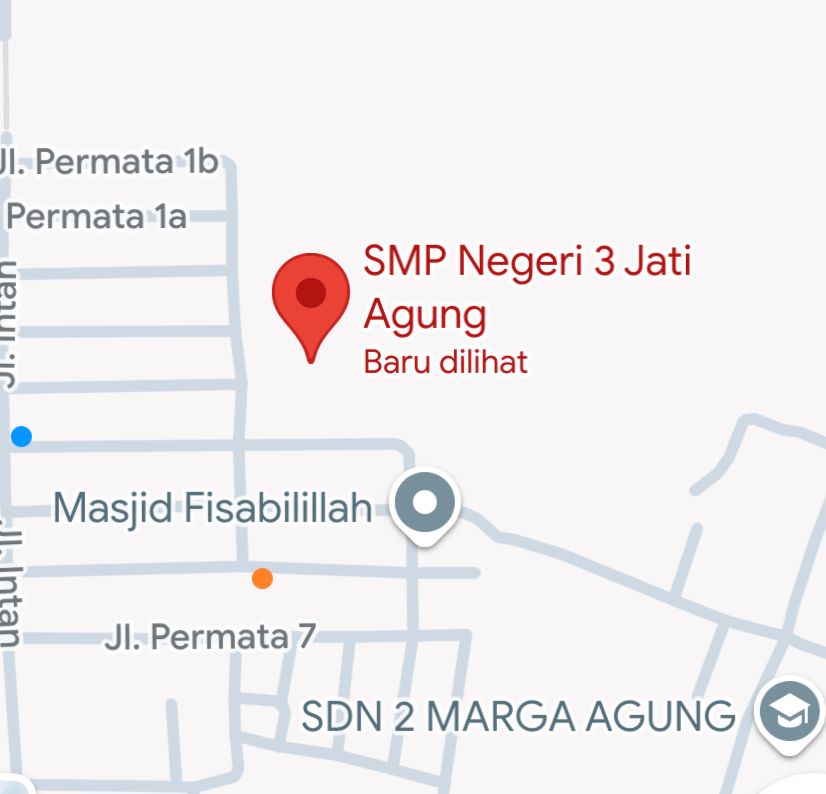 Jl. Permata 1b
Permata 1a
Jl. Intan
SMP Negeri 3 Jati
Agung
Baru dilihat
Masjid Fisabilillah
Jl. Intan
Jl. Permata 7
SDN 2 MARGA AGUNG